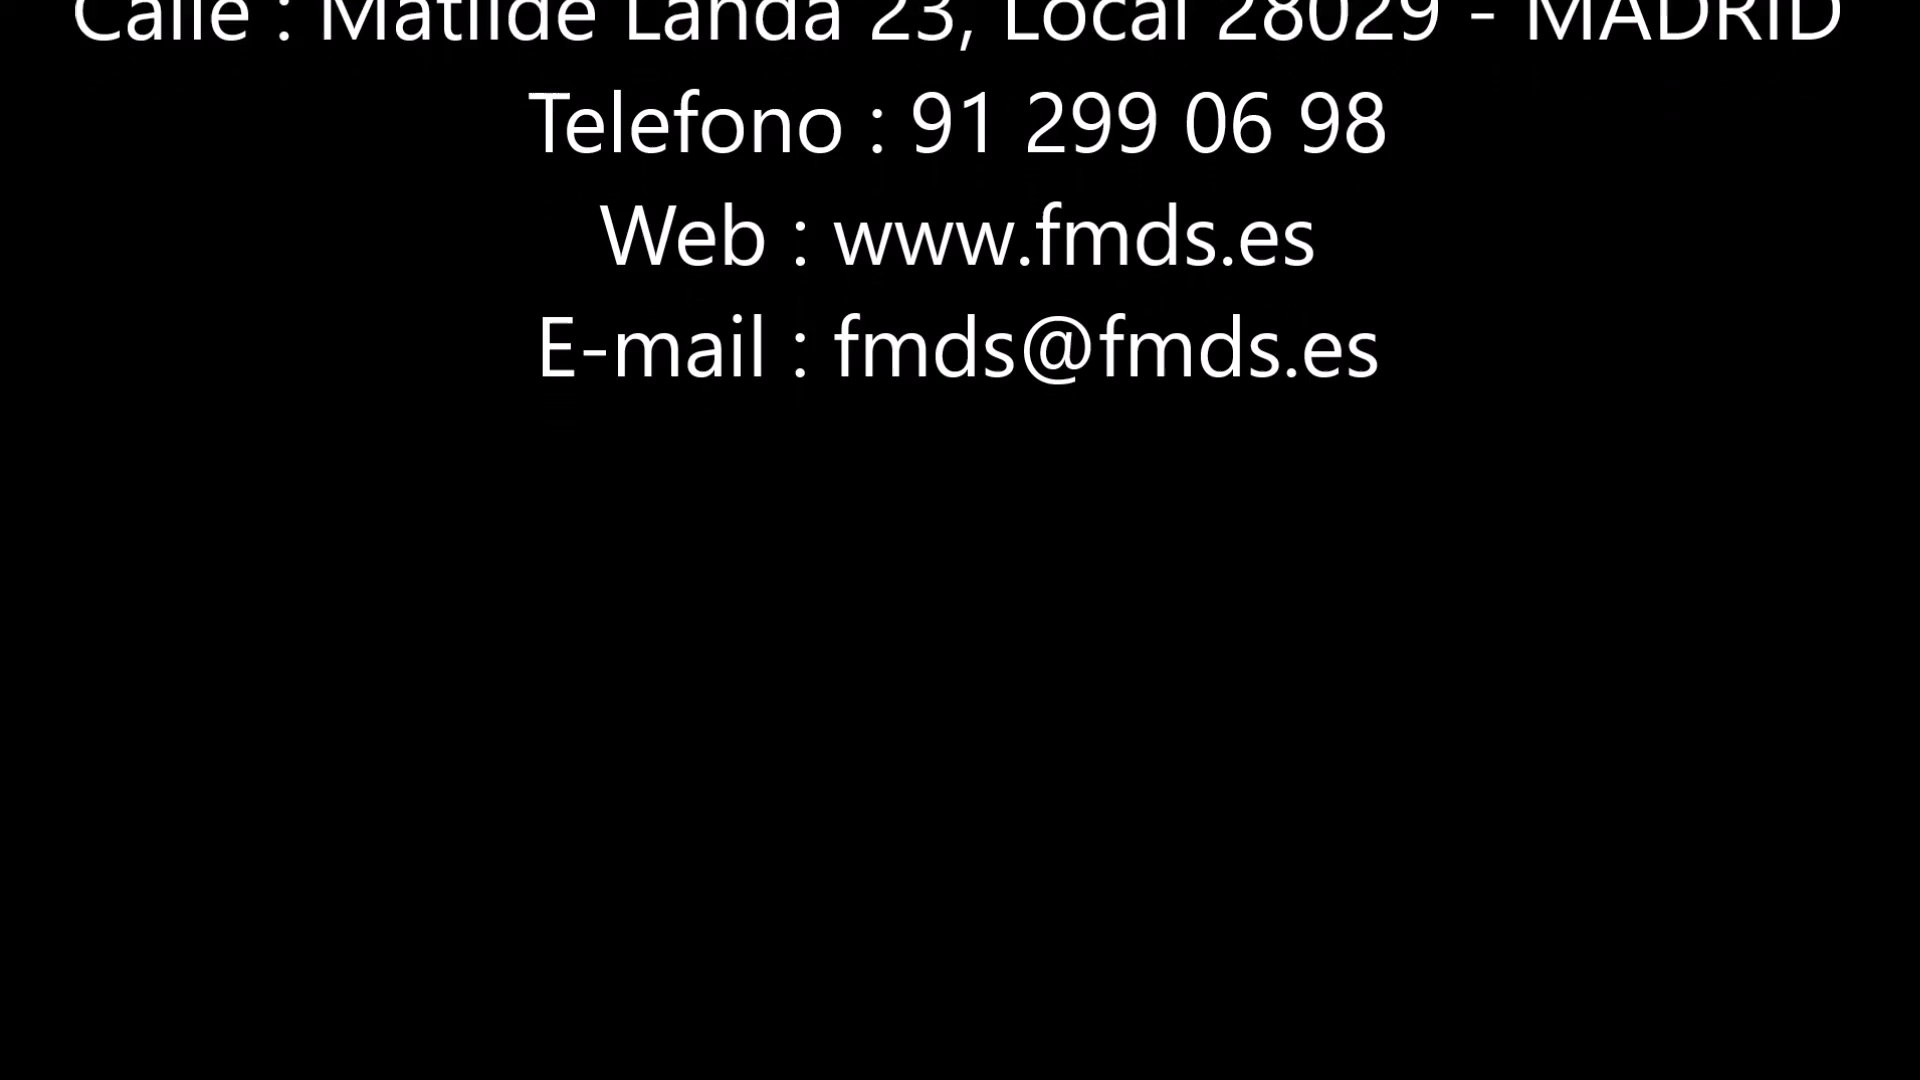 Calle : Matilde Landa 23, Local 28029 - MADRID
Telefono : 91 299 06 98
Web : www.fmds.es
E-mail : fmds@fmds.es